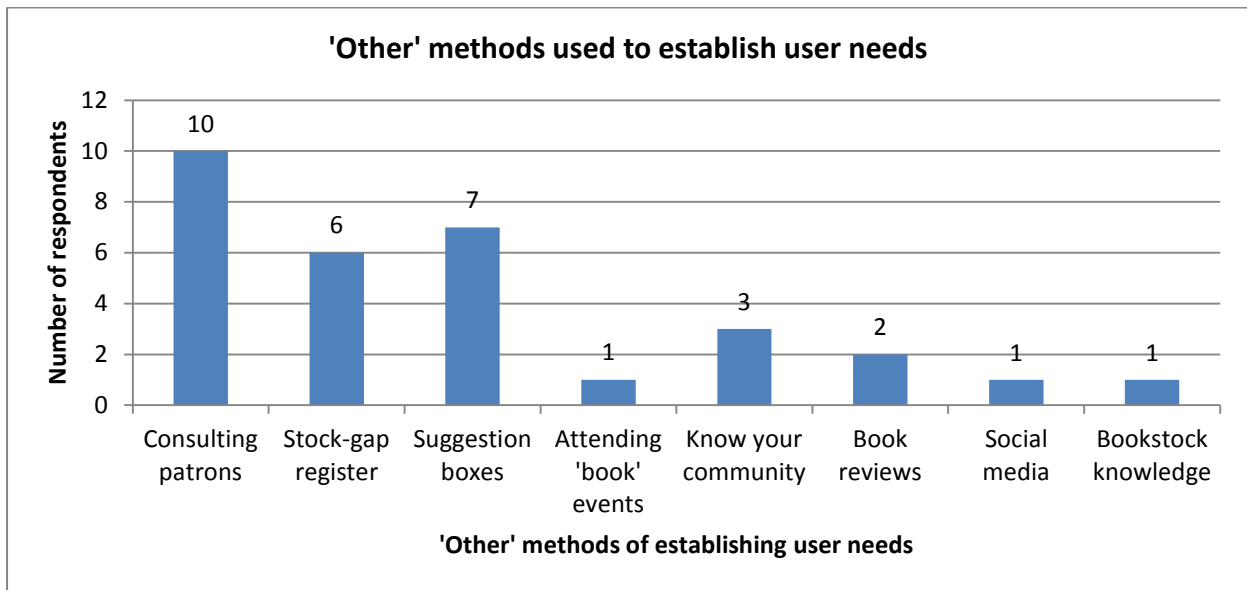 'Other' methods used to establish user needs
Number of respondents
12
10
8
6
4
2
0
10
6
7
1
3
2
1
1
Consulting
patrons
Stock-gap
register
Suggestion
boxes
Attending
'book'
events
Know your
community
Book
reviews
Social
media
Bookstock
knowledge
'Other' methods of establishing user needs